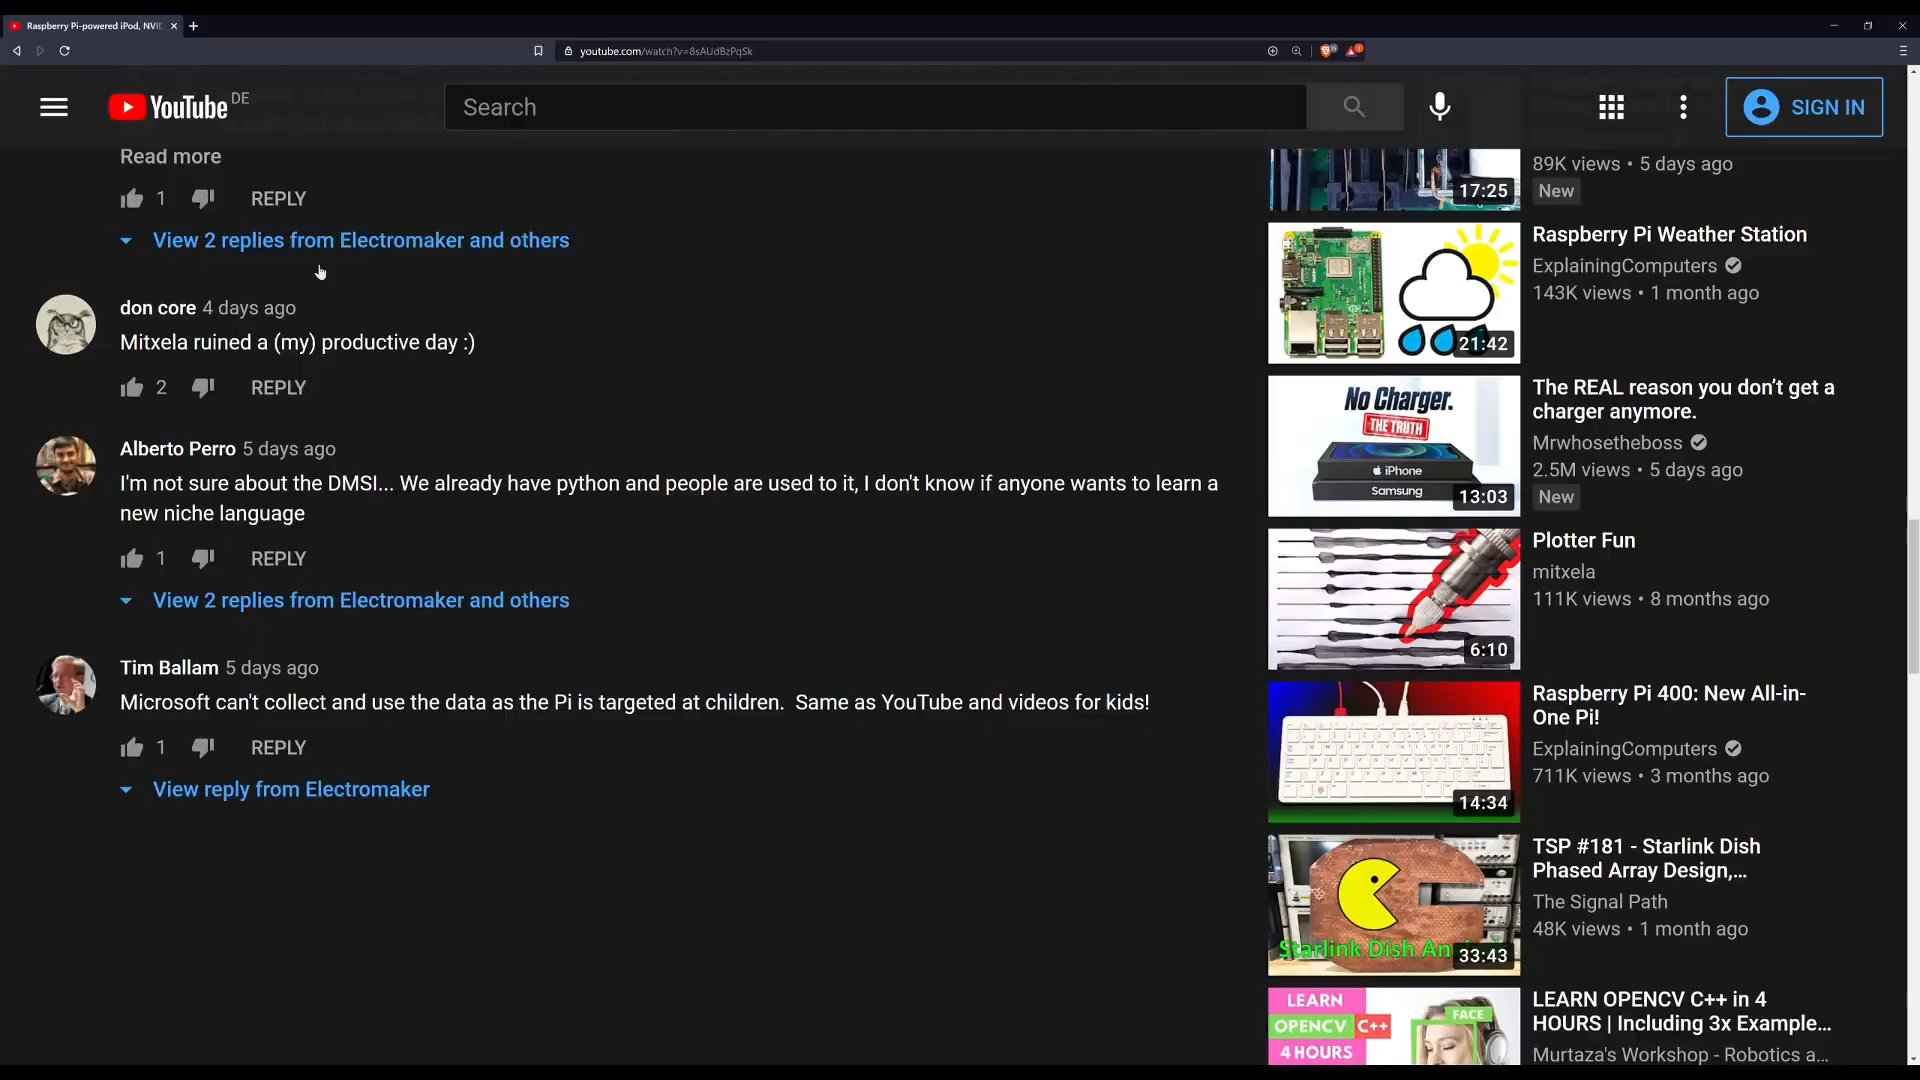 Raspberry Pi-powered iPod, NVI
youtube.com/watch?v=8sAUdBzPqSk
YouTube DE
Search
SIGN IN
Read more
1 REPLY
View 2 replies from Electromaker and others
don core 4 days ago
Mitxela ruined a (my) productive day :)
2 REPLY
Alberto Perro 5 days ago
I'm not sure about the DMSI... We already have python and people are used to it, I don't know if anyone wants to learn a
new niche language
1 REPLY
View 2 replies from Electromaker and others
Tim Ballam 5 days ago
Microsoft can't collect and use the data as the Pi is targeted at children.  Same as YouTube and videos for kids!
1 REPLY
View reply from Electromaker
17:25
89K views • 5 days ago
New
21:42
Raspberry Pi Weather Station
ExplainingComputers
143K views • 1 month ago
No Charger.
THE TRUTH
iPhone
Samsung
13:03
The REAL reason you don’t get a
charger anymore.
Mrwhosetheboss
2.5M views • 5 days ago
New
6:10
Plotter Fun
mitxela
111K views • 8 months ago
14:34
Raspberry Pi 400: New All-in-
One Pi!
ExplainingComputers
711K views • 3 months ago
Starlink Dish An
33:43
TSP #181 - Starlink Dish
Phased Array Design,...
The Signal Path
48K views • 1 month ago
LEARN
OPENCV C++
4 HOURS
FACE
LEARN OPENCV C++ in 4
HOURS | Including 3x Example...
Murtaza's Workshop - Robotics a...